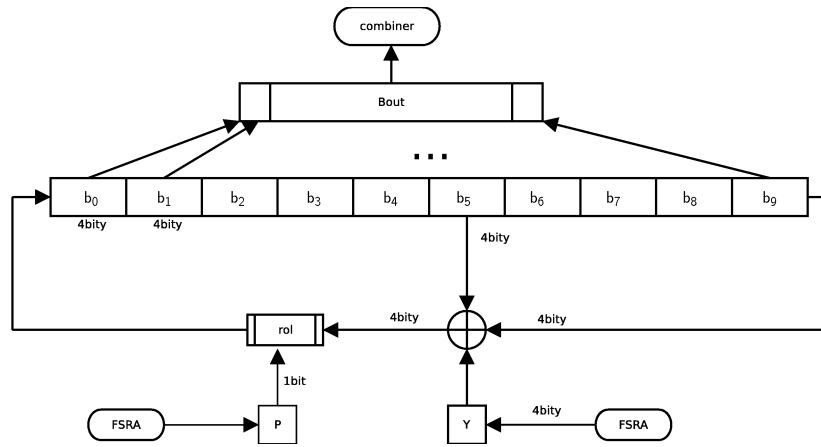 combiner
Bout
...
b0 b1 b2 b3 b4 b5 b6 b7 b8 b9
4bity 4bity
4bity
4bity 4bity
rol
1bit
FSRA P Y 4bity FSRA